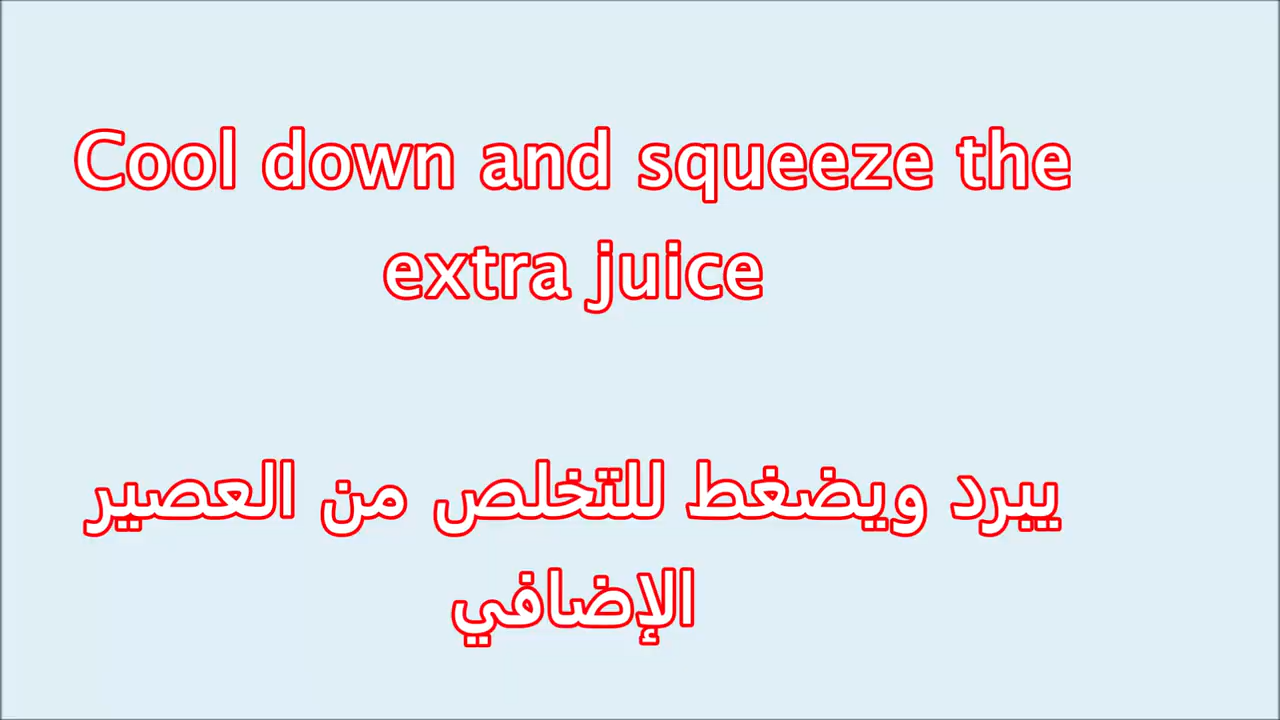 Cool down and squeeze the
extra juice
يبرد ويضغط للتخلص من العصير
الإضافي